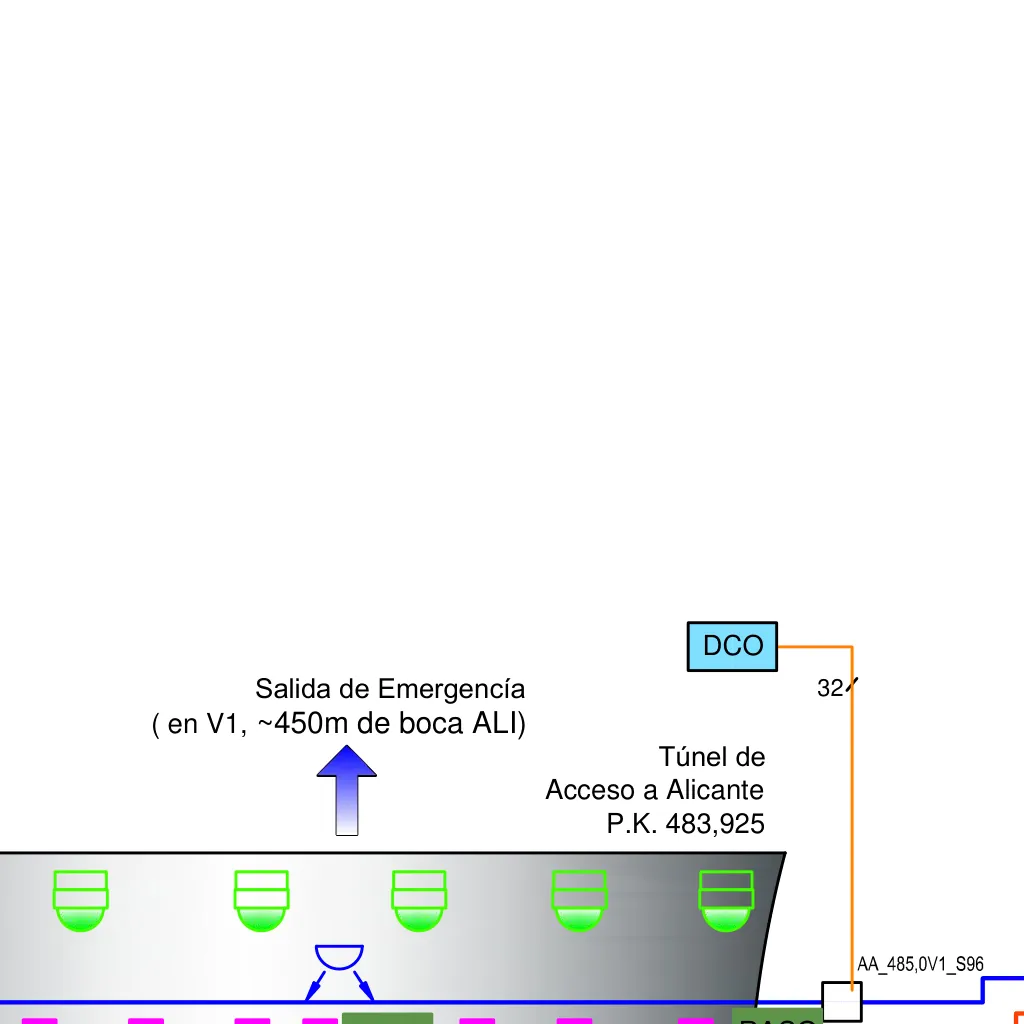 DCO
32
Salida de Emergencía
( en V1, ~450m de boca ALI)
Túnel de
Acceso a Alicante
P.K. 483,925
AA_485,0V1_S96